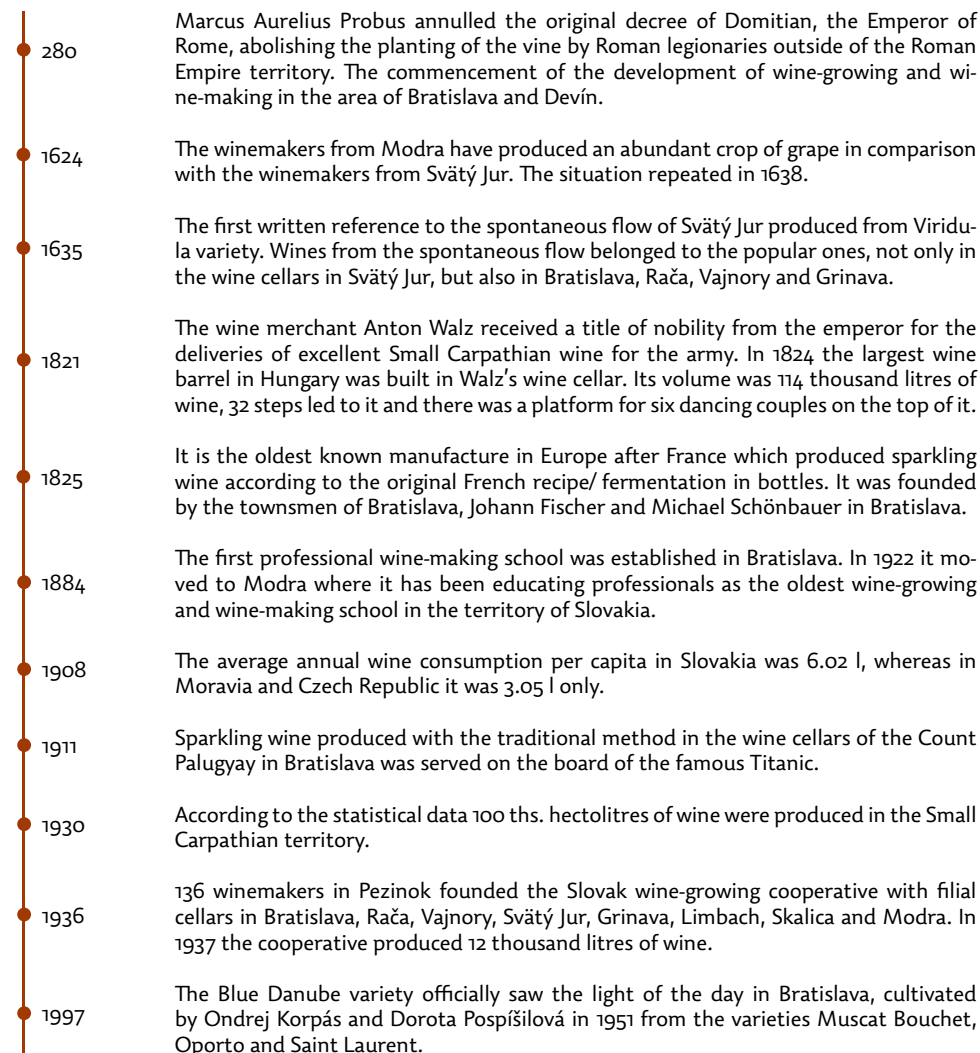 280
Marcus Aurelius Probus annulled the original decree of Domitian, the Emperor of
Rome, abolishing the planting of the vine by Roman legionaries outside of the Roman
Empire territory. The commencement of the development of wine-growing and wi-
ne-making in the area of Bratislava and Devín.
1624
The winemakers from Modra have produced an abundant crop of grape in comparison
with the winemakers from Svätý Jur. The situation repeated in 1638.
1635
The first written reference to the spontaneous flow of Svätý Jur produced from Viridu-
la variety. Wines from the spontaneous flow belonged to the popular ones, not only in
the wine cellars in Svätý Jur, but also in Bratislava, Rača, Vajnory and Grinava.
1821
The wine merchant Anton Walz received a title of nobility from the emperor for the
deliveries of excellent Small Carpathian wine for the army. In 1824 the largest wine
barrel in Hungary was built in Walz's wine cellar. Its volume was 114 thousand litres of
wine, 32 steps led to it and there was a platform for six dancing couples on the top of it.
1825
It is the oldest known manufacture in Europe after France which produced sparkling
wine according to the original French recipe/ fermentation in bottles. It was founded
by the townsmen of Bratislava, Johann Fischer and Michael Schönbauer in Bratislava.
1884
The first professional wine-making school was established in Bratislava. In 1922 it mo-
ved to Modra where it has been educating professionals as the oldest wine-growing
and wine-making school in the territory of Slovakia.
1908
The average annual wine consumption per capita in Slovakia was 6.02 l, whereas in
Moravia and Czech Republic it was 3.05 l only.
1911
Sparkling wine produced with the traditional method in the wine cellars of the Count
Palugyay in Bratislava was served on the board of the famous Titanic.
1930
According to the statistical data 100 ths. hectolitres of wine were produced in the Small
Carpathian territory.
1936
136 winemakers in Pezinok founded the Slovak wine-growing cooperative with filial
cellars in Bratislava, Rača, Vajnory, Svätý Jur, Grinava, Limbach, Skalica and Modra. In
1937 the cooperative produced 12 thousand litres of wine.
1997
The Blue Danube variety officially saw the light of the day in Bratislava, cultivated
by Ondrej Korpás and Dorota Pospíšilová in 1951 from the varieties Muscat Bouchet,
Oporto and Saint Laurent.